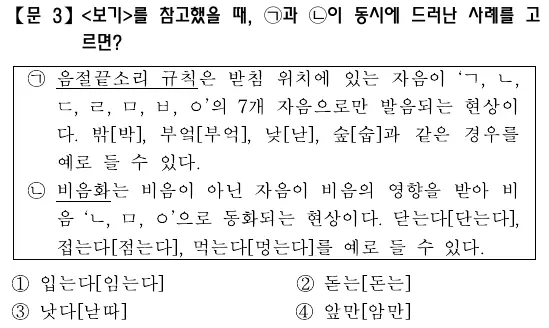 【문 3】 <보기>를 참고했을 때, ㉠과 ㉡이 동시에 드러난 사례를 고
르면?
㉠ 음절끝소리 규칙은 받침 위치에 있는 자음이 ‘ㄱ, ㄴ,
ㄷ, ㄹ, ㅁ, ㅂ, ㅇ’의 7개 자음으로만 발음되는 현상이
다. 밖[박], 부엌[부억], 낮[낟], 숲[숩]과 같은 경우를
예로 들 수 있다.
㉡ 비음화는 비음이 아닌 자음이 비음의 영향을 받아 비
음 ‘ㄴ, ㅁ, ㅇ’으로 동화되는 현상이다. 닫는다[단는다],
접는다[점는다], 먹는다[멍는다]를 예로 들 수 있다.
① 입는다[임는다] ② 돋는[돈는]
③ 낫다[낟따] ④ 앞만[암만]